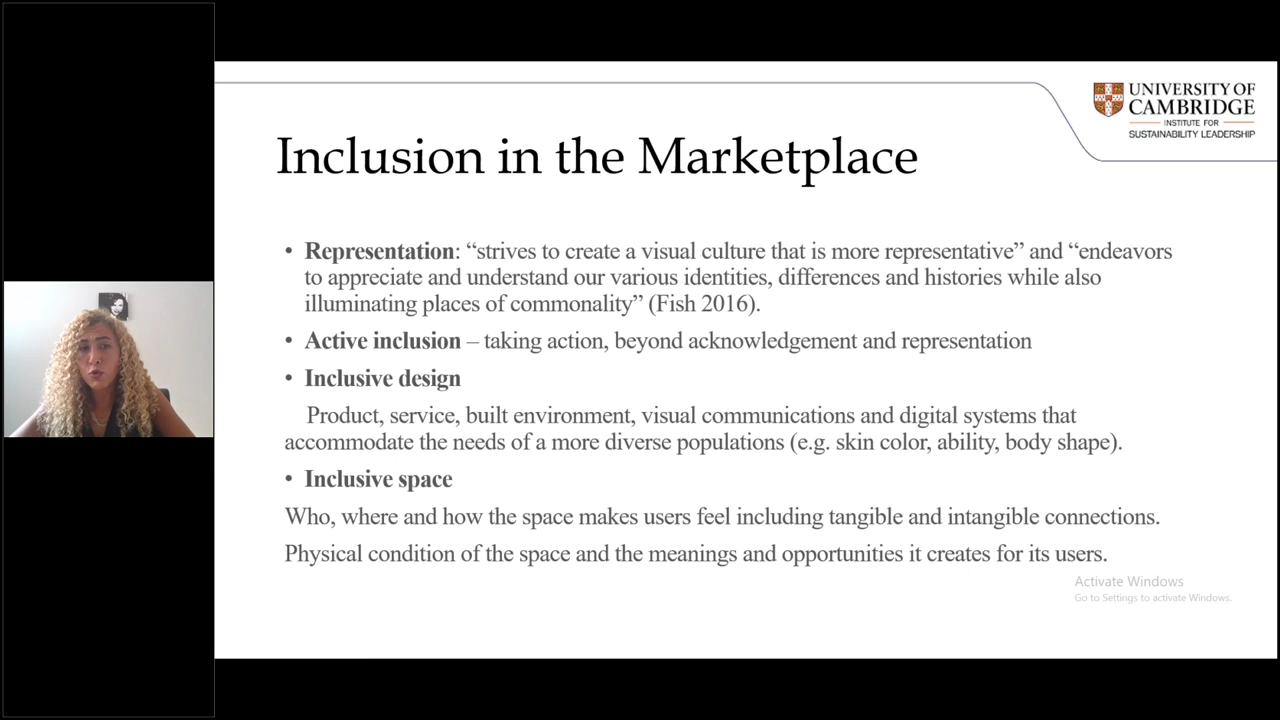 UNIVERSITY OF
CAMBRIDGE
INSTITUTE FOR
SUSTAINABILITY LEADERSHIP
Inclusion in the Marketplace
• Representation: “strives to create a visual culture that is more representative” and “endeavors
to appreciate and understand our various identities, differences and histories while also
illuminating places of commonality” (Fish 2016).
• Active inclusion – taking action, beyond acknowledgement and representation
• Inclusive design
Product, service, built environment, visual communications and digital systems that
accommodate the needs of a more diverse populations (e.g. skin color, ability, body shape).
• Inclusive space
Who, where and how the space makes users feel including tangible and intangible connections.
Physical condition of the space and the meanings and opportunities it creates for its users.
Activate Windows
Go to Settings to activate Windows.